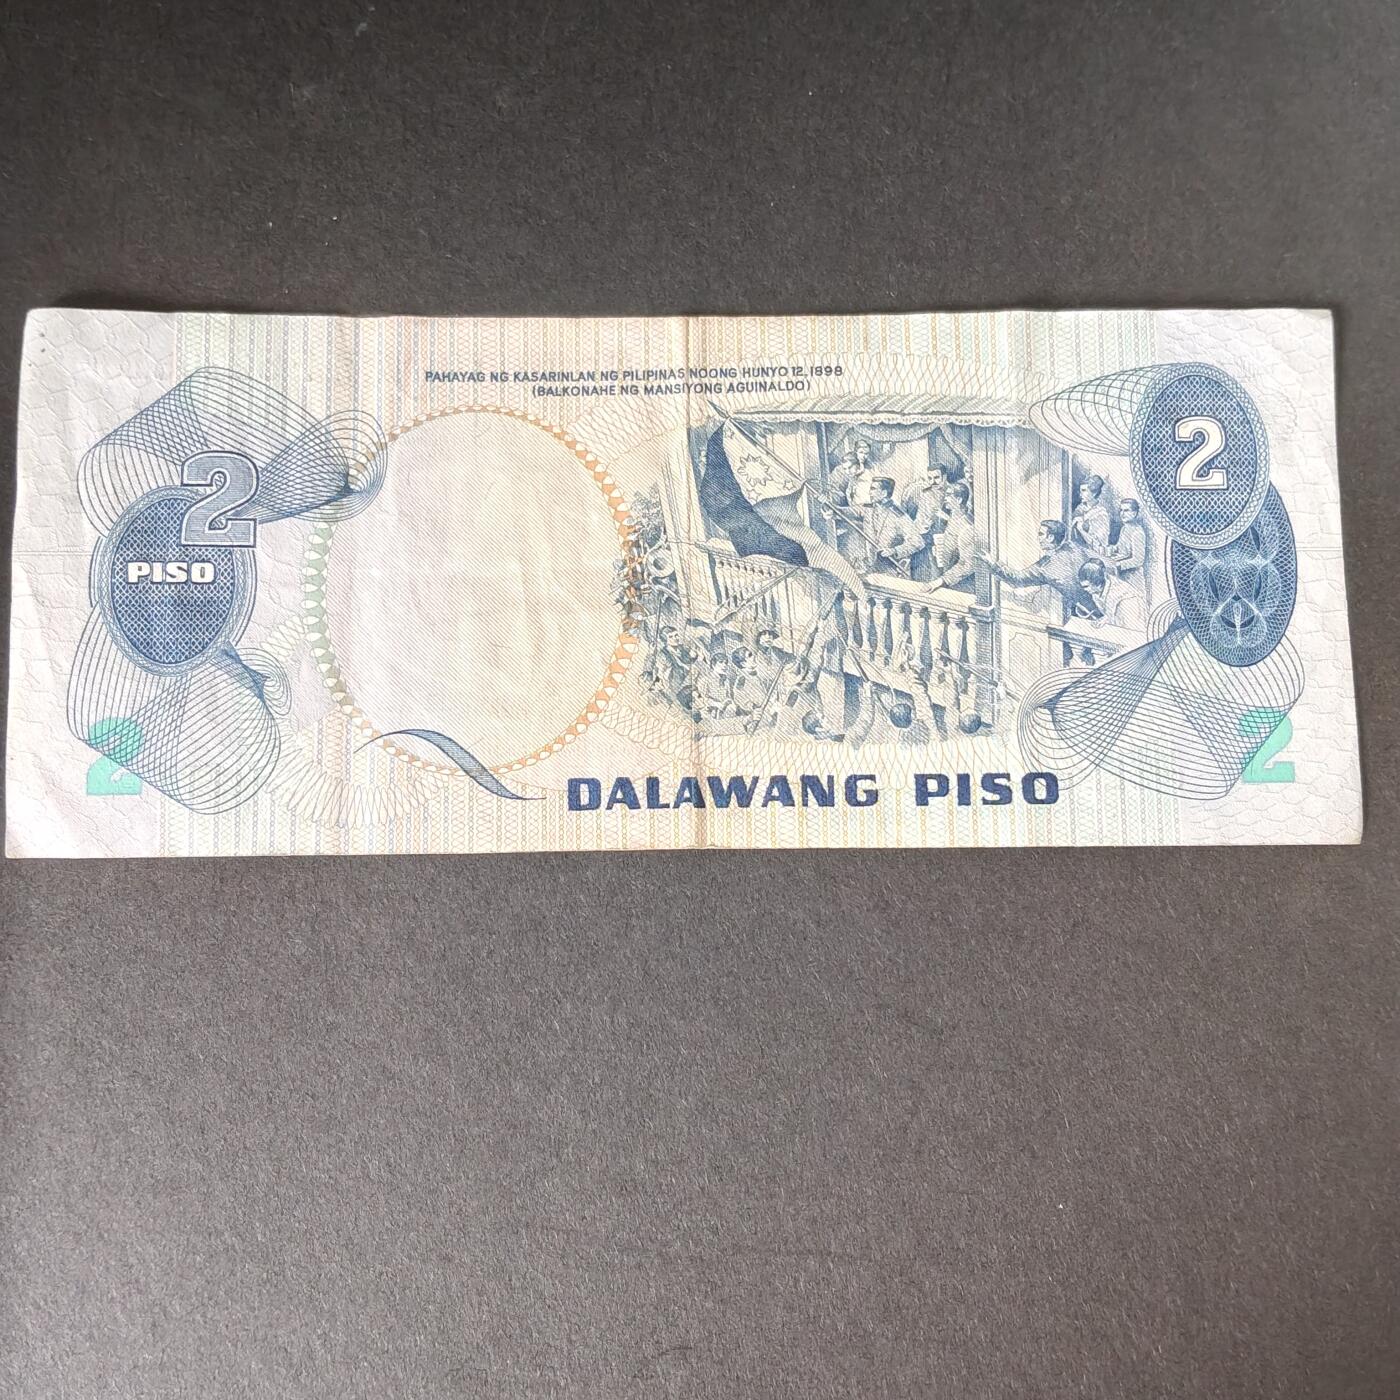 PAHAYAG NG KASARINLAN NG PILIPINAS NOONG HUNYO 12, 1898
(BALKONAHE NG MANSIYONG AGUINALDO)
2
2
PISO
2
2
DALAWANG PISO